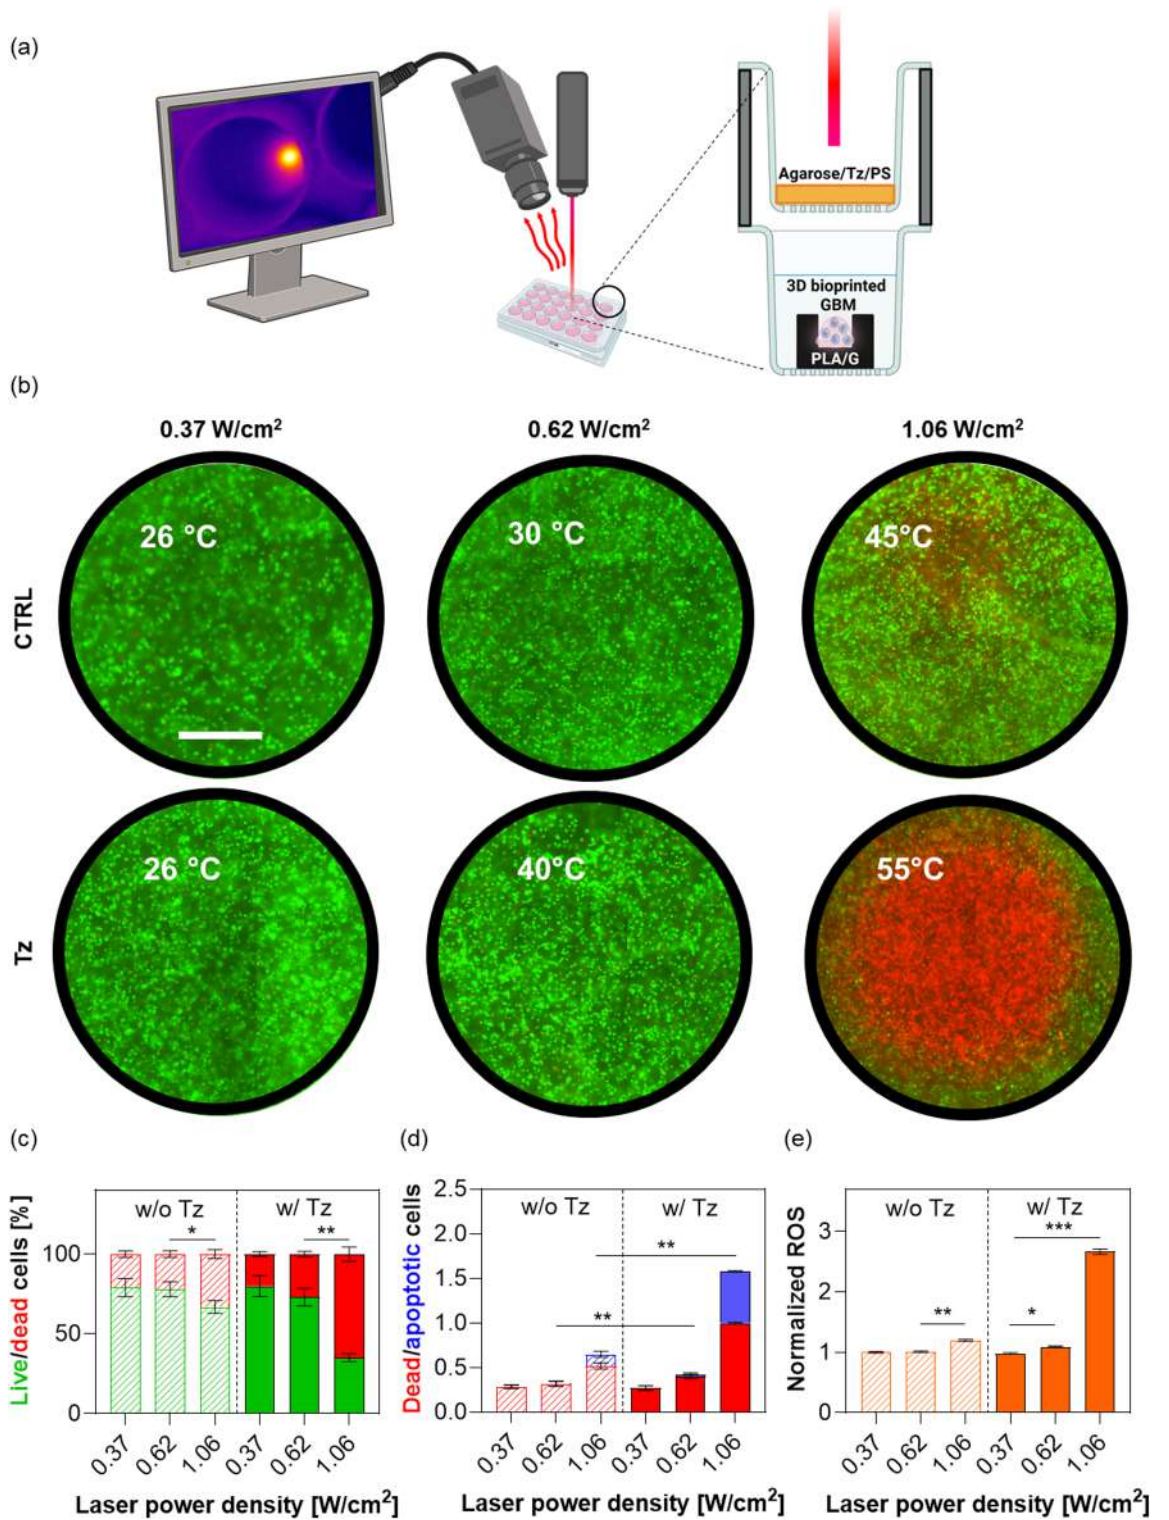 (a)
Agarose/Tz/PS
3D bioprinted
GBM
PLA/G
(b)
0.37 W/cm²
0.62 W/cm²
1.06 W/cm²
CTRL
26 °C
30 °C
45°C
Tz
26 °C
40°C
55°C
(c)
Live/dead cells [%]
w/o Tz
w/ Tz
*
**
100
50
0
0.37
0.62
1.06
0.37
0.62
1.06
Laser power density [W/cm²]
(d)
Dead/apoptotic cells
2.5
2.0
1.5
1.0
0.5
0.0
w/o Tz
w/ Tz
**
**
0.37
0.62
1.06
0.37
0.62
1.06
Laser power density [W/cm²]
(e)
Normalized ROS
3
2
1
0
w/o Tz
w/ Tz
***
**
*
0.37
0.62
1.06
0.37
0.62
1.06
Laser power density [W/cm²]